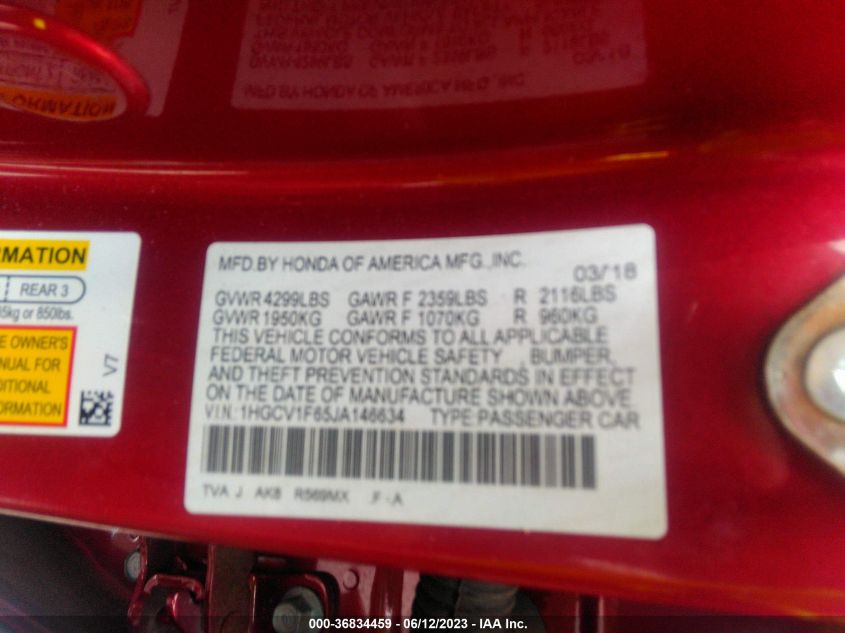 MFD.BY HONDA OF AMERICA MFG.,INC.
03/18
GVWR 4299LBS GAWR F 2359LBS R 2116LBS
GVWR 1950KG GAWR F 1070KG R 960KG
THIS VEHICLE CONFORMS TO ALL APPLICABLE
FEDERAL MOTOR VEHICLE SAFETY BUMPER,
AND THEFT PREVENTION STANDARDS IN EFFECT
ON THE DATE OF MANUFACTURE SHOWN ABOVE.
VIN:1HGCV1F65JA146634 TYPE:PASSENGER CAR
TVA J AK8 R569MX F-A
RMATION
REAR 3
5kg or 850lbs.
E OWNER'S
ANUAL FOR
DITIONAL
FORMATION
V7
000-36834459 - 06/12/2023 - IAA Inc.